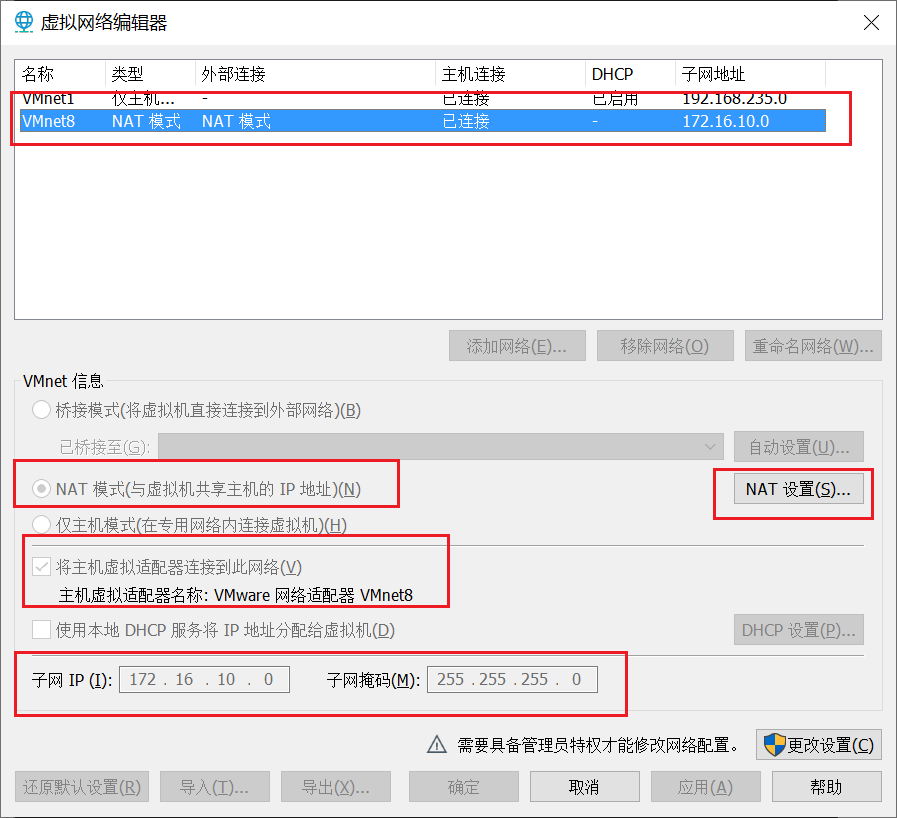 虚拟网络编辑器
名称 类型 外部连接 主机连接 DHCP 子网地址
VMnet1 仅主机... - 已连接 已启用 192.168.235.0
VMnet8 NAT 模式 NAT 模式 已连接 - 172.16.10.0
添加网络(E)... 移除网络(O) 重命名网络(W)...
VMnet 信息
桥接模式(将虚拟机直接连接到外部网络)(B)
已桥接至(G): 自动设置(U)...
NAT 模式(与虚拟机共享主机的 IP 地址)(N) NAT 设置(S)...
仅主机模式(在专用网络内连接虚拟机)(H)
将主机虚拟适配器连接到此网络(V)
主机虚拟适配器名称: VMware 网络适配器 VMnet8
使用本地 DHCP 服务将 IP 地址分配给虚拟机(D) DHCP 设置(P)...
子网 IP (I): 172 . 16 . 10 . 0 子网掩码(M): 255 . 255 . 255 . 0
需要具备管理员特权才能修改网络配置。 更改设置(C)
还原默认设置(R) 导入(T)... 导出(X)... 确定 取消 应用(A) 帮助